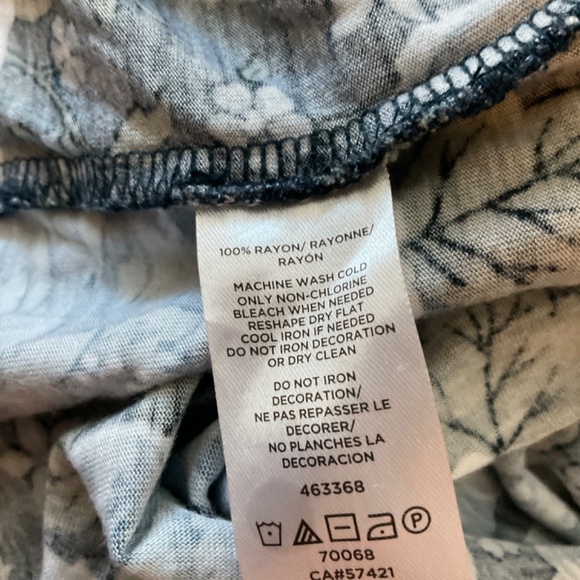 100% RAYON/ RAYONNE/
RAYÓN
MACHINE WASH COLD
ONLY NON-CHLORINE
BLEACH WHEN NEEDED
RESHAPE DRY FLAT
COOL IRON IF NEEDED
DO NOT IRON DECORATION
OR DRY CLEAN
DO NOT IRON
DECORATION/
NE PAS REPASSER LE
DECORER/
NO PLANCHES LA
DECORACION
463368
P
70068
CA#57421